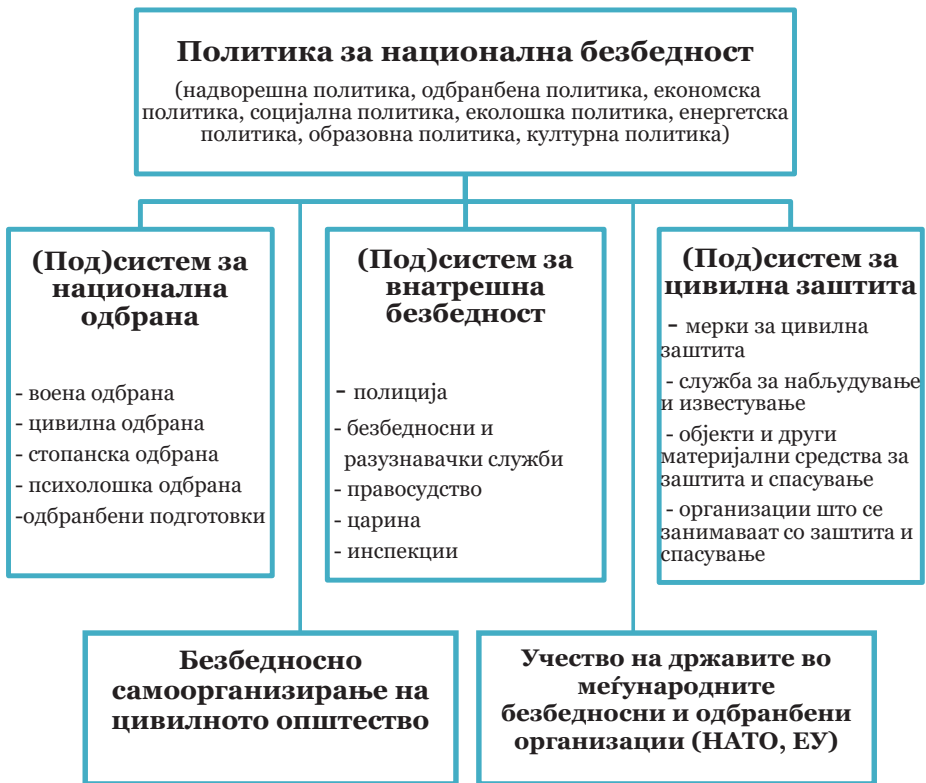 Политика за национална безбедност
(надворешна политика, одбранбена политика, економска
политика, социјална политика, еколошка политика, енергетска
политика, образовна политика, културна политика)
(Под)систем за
национална
одбрана
- воена одбрана
- цивилна одбрана
- стопанска одбрана
- психолошка одбрана
-одбранбени подготовки
(Под)систем за
внатрешна
безбедност
- полиција
- безбедносни и
разузнавачки служби
- правосудство
- царина
- инспекции
(Под)систем за
цивилна заштита
- мерки за цивилна
заштита
- служба за набљудување
и известување
- објекти и други
материјални средства за
заштита и спасување
- организации што се
занимаваат со заштита и
спасување
Безбедносно
самоорганизирање на
цивилното општество
Учество на државите во
меѓународните
безбедносни и одбранбени
организации (НАТО, ЕУ)